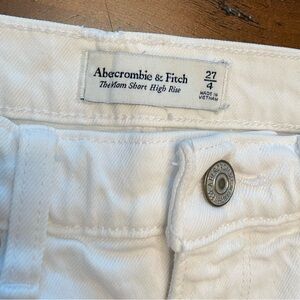 Abercrombie & Fitch
The Mom Short High Rise
27
4
MADE IN
VIETNAM